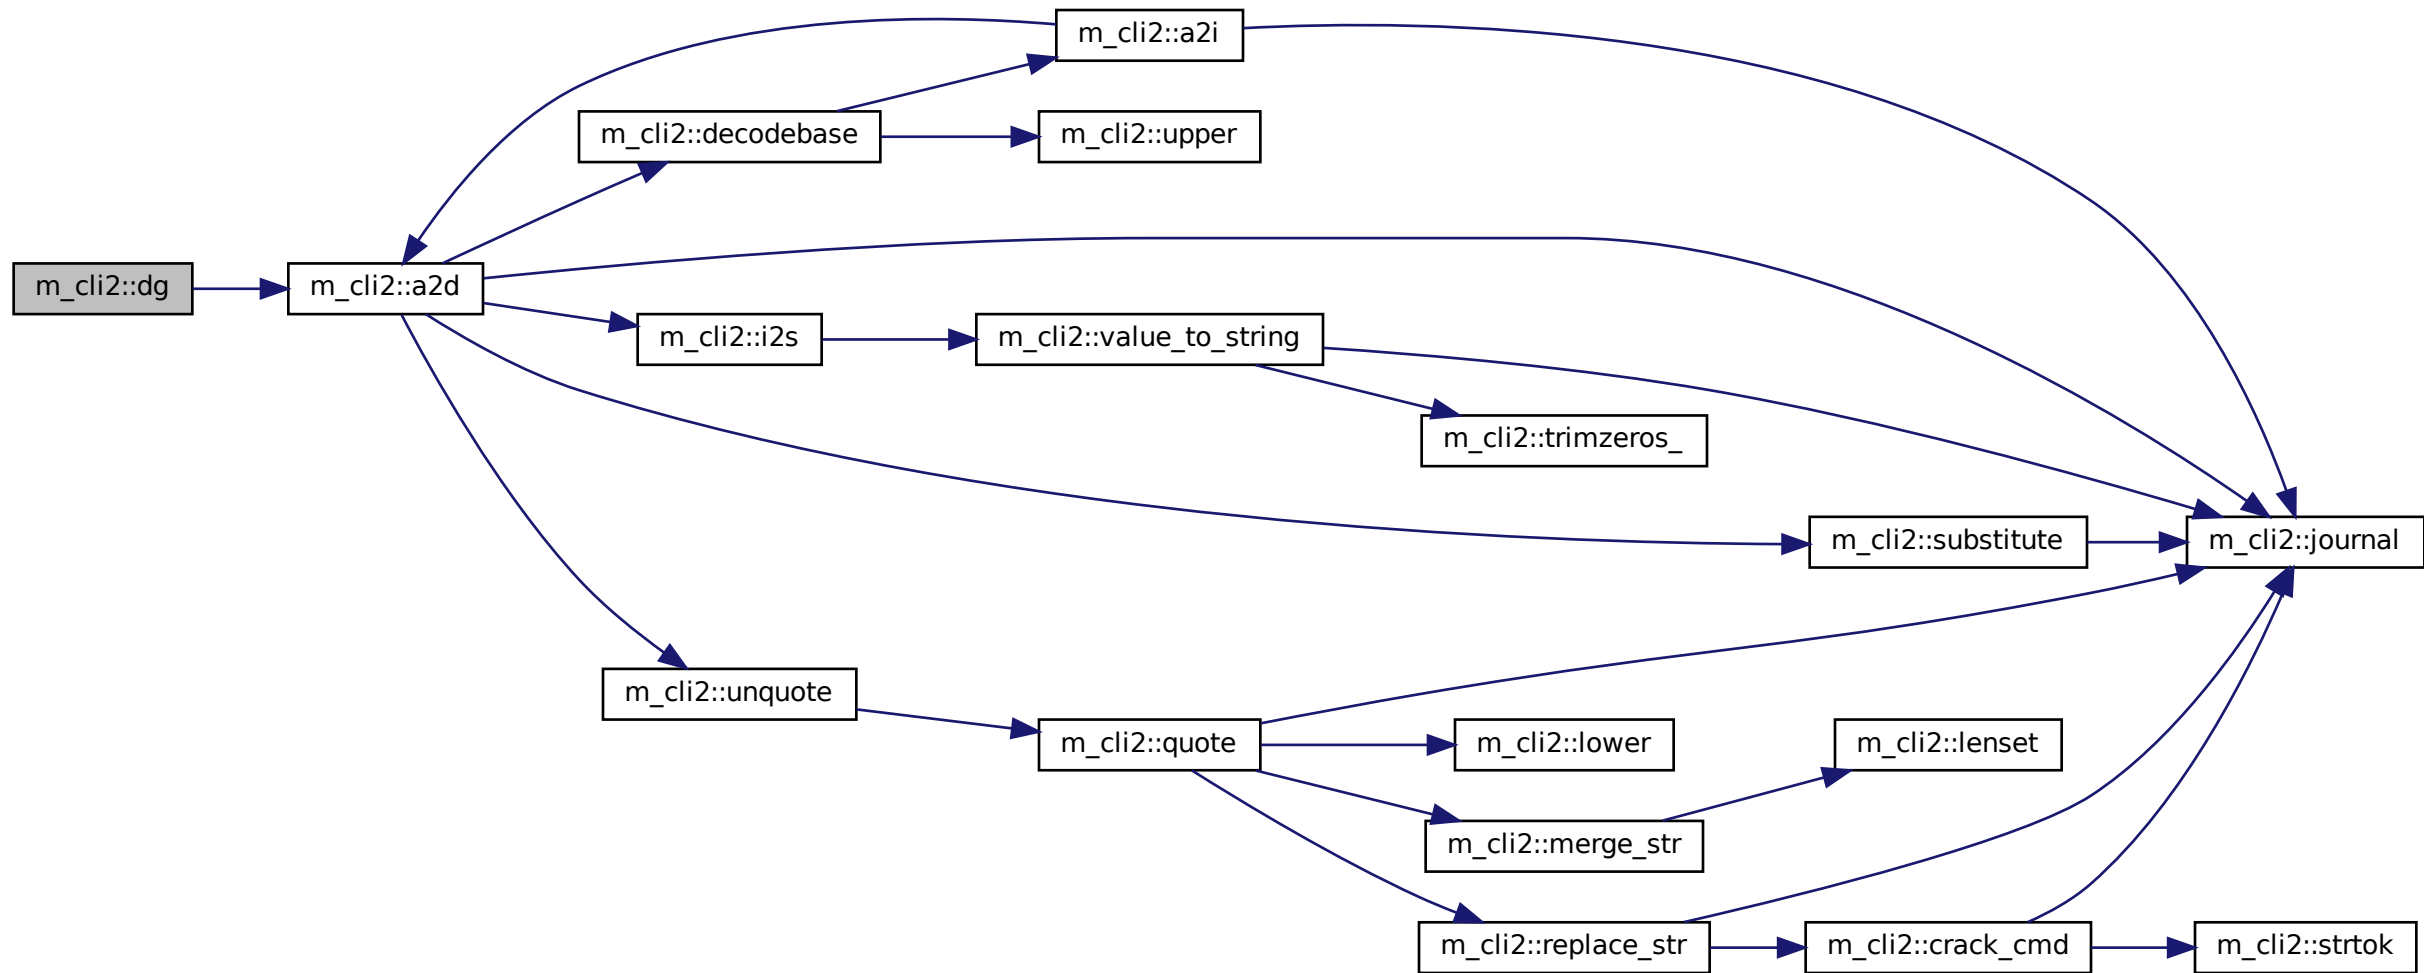 m_cli2::a2i
m_cli2::decodebase
m_cli2::upper
m_cli2::dg
m_cli2::a2d
m_cli2::i2s
m_cli2::value_to_string
m_cli2::trimzeros_
m_cli2::substitute
m_cli2::journal
m_cli2::unquote
m_cli2::quote
m_cli2::lower
m_cli2::lenset
m_cli2::merge_str
m_cli2::replace_str
m_cli2::crack_cmd
m_cli2::strtok